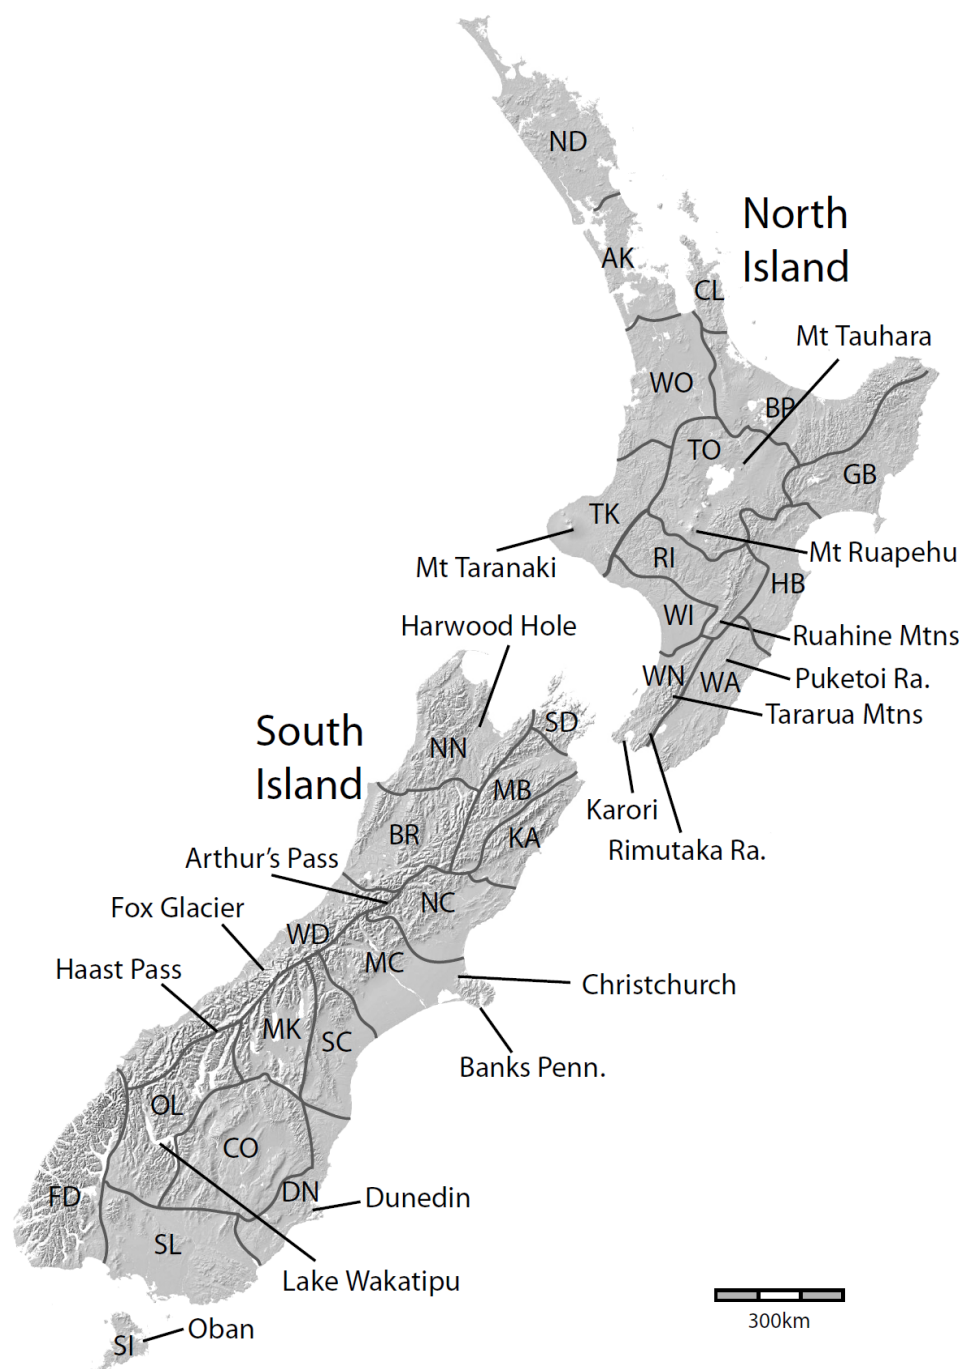 ND
North
Island
AK
CL
Mt Tauhara
WO
BP
TO
GB
TK
Mt Taranaki
RI
Mt Ruapehu
HB
Harwood Hole
WI
Ruahine Mtns
WN
WA
Puketoi Ra.
Tararua Mtns
South
Island
NN
SD
MB
Karori
BR
KA
Rimutaka Ra.
Arthur's Pass
Fox Glacier
NC
WD
Haast Pass
MC
Christchurch
MK
SC
Banks Penn.
OL
CO
FD
DN
Dunedin
SL
Lake Wakatipu
300km
Oban
SI